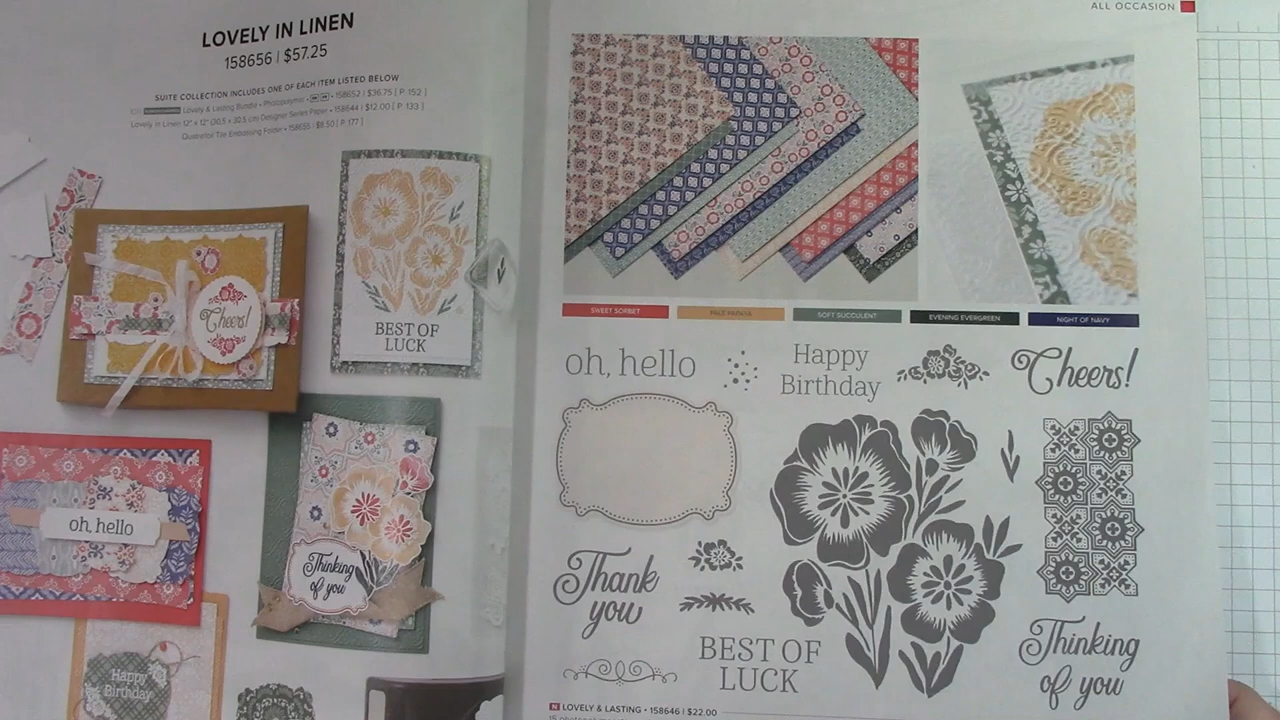 LOVELY IN LINEN
158656 | $57.25
SUITE COLLECTION INCLUDES ONE OF EACH ITEM LISTED BELOW
Lovely & Lasting Bundle • Photopolymer • 158652 | $36.75 [ P. 152 ]
Lovely in Linen 12" x 12" (30.5 x 30.5 cm) Designer Series Paper • 158644 | $12.00 [ P. 133 ]
Quatrefoil Tile Embossing Folder • 158655 | $8.50 [ P. 177 ]
Cheers!
BEST OF
LUCK
oh, hello
Thinking
of you
Happy
Birthday
ALL OCCASION
SWEET SORBET
PALE PAPAYA
SOFT SUCCULENT
EVENING EVERGREEN
NIGHT OF NAVY
oh, hello
Happy
Birthday
Cheers!
Thank
you
BEST OF
LUCK
Thinking
of you
N LOVELY & LASTING • 158646 | $22.00